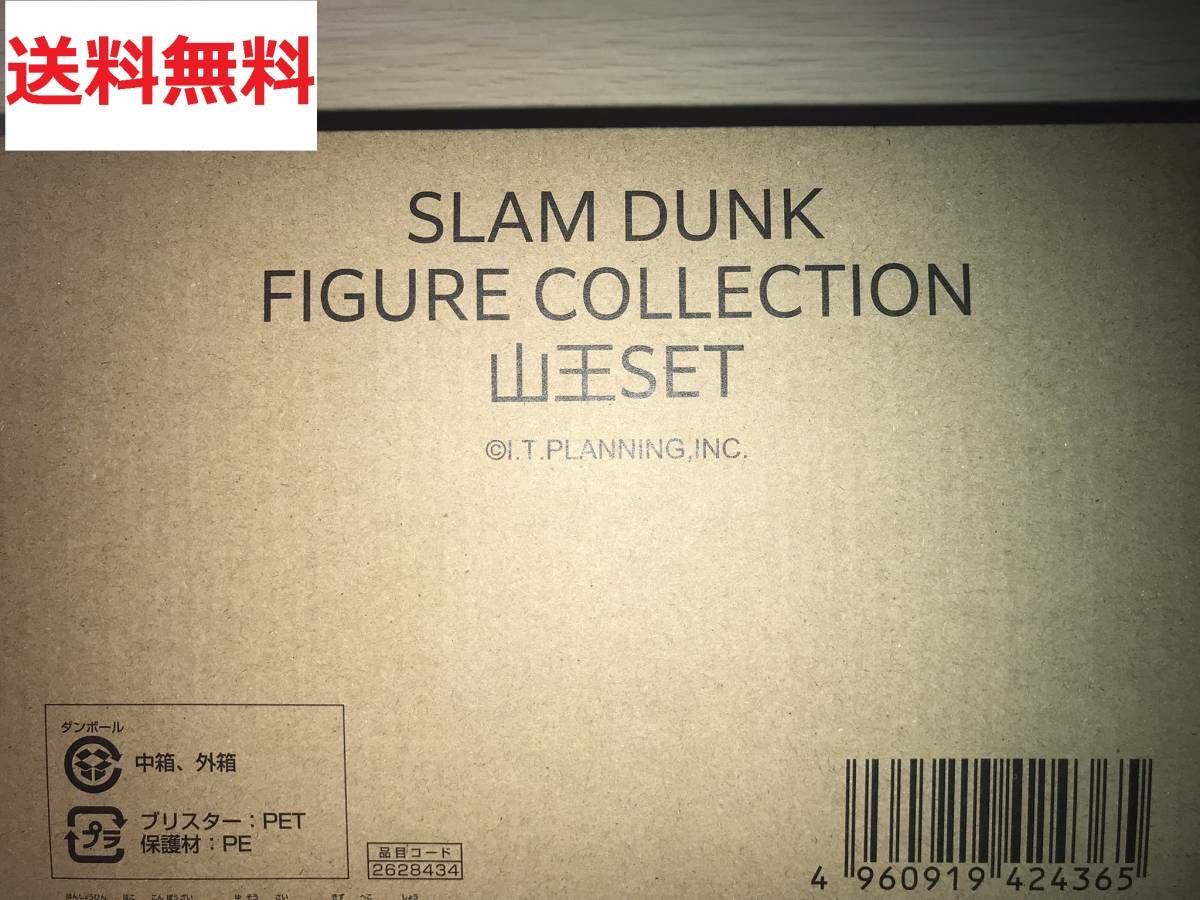 送料無料
SLAM DUNK
FIGURE COLLECTION
山王SET
©I.T.PLANNING,INC.
ダンボール
中箱、外箱
プラ
ブリスター：PET
保護材：PE
品目コード
2628434
4 960919 424365